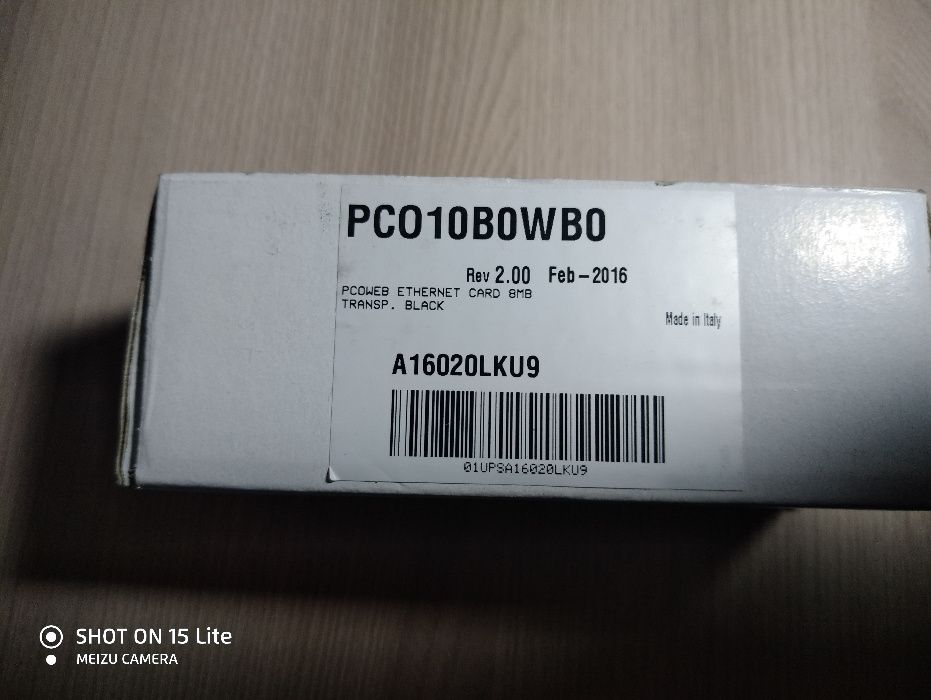 PCO10B0WB0
Rev 2.00 Feb-2016
PCOWEB ETHERNET CARD 8MB
TRANSP. BLACK
Made in Italy
A16020LKU9
01UPSA16020LKU9
SHOT ON 15 Lite
MEIZU CAMERA